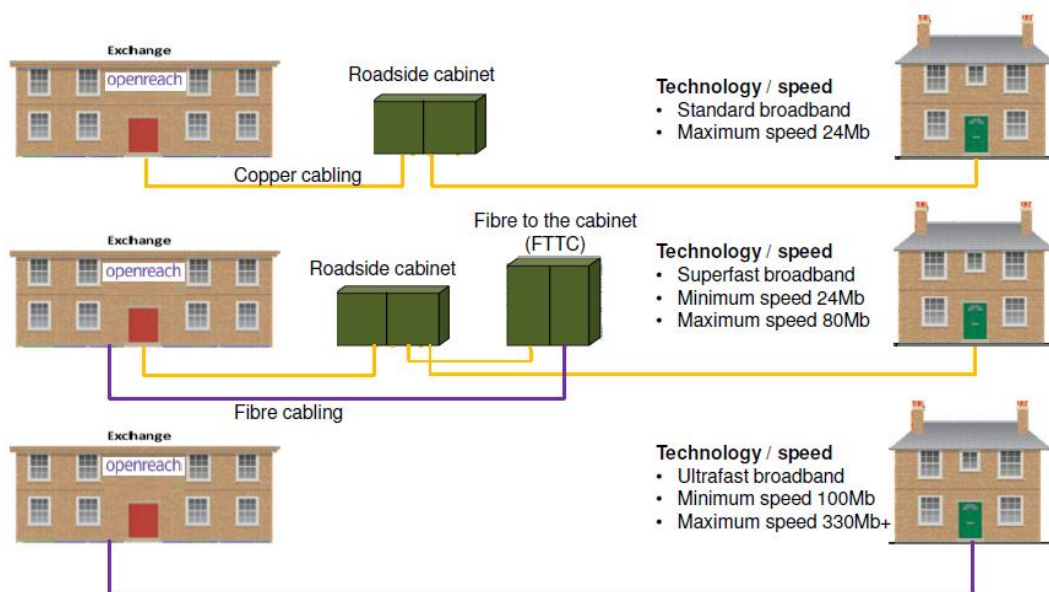 Exchange
openreach
Roadside cabinet
Technology / speed
• Standard broadband
• Maximum speed 24Mb
Copper cabling
Fibre to the cabinet
(FTTC)
Exchange
openreach
Roadside cabinet
Technology / speed
• Superfast broadband
• Minimum speed 24Mb
• Maximum speed 80Mb
Fibre cabling
Exchange
openreach
Technology / speed
• Ultrafast broadband
• Minimum speed 100Mb
• Maximum speed 330Mb+